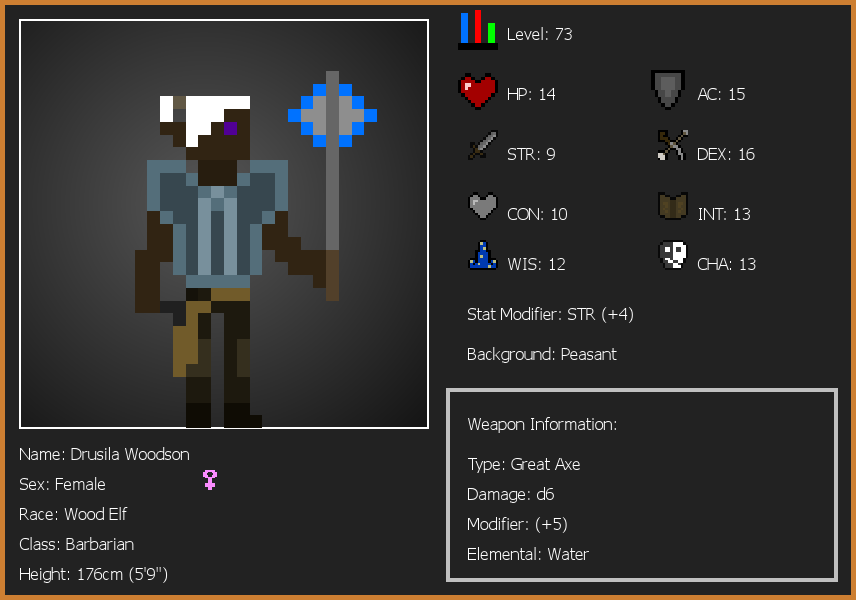 Level: 73
HP: 14
AC: 15
STR: 9
DEX: 16
CON: 10
INT: 13
WIS: 12
CHA: 13
Stat Modifier: STR (+4)
Background: Peasant
Weapon Information:
Type: Great Axe
Damage: d6
Modifier: (+5)
Elemental: Water
Name: Drusila Woodson
Sex: Female
Race: Wood Elf
Class: Barbarian
Height: 176cm (5'9")